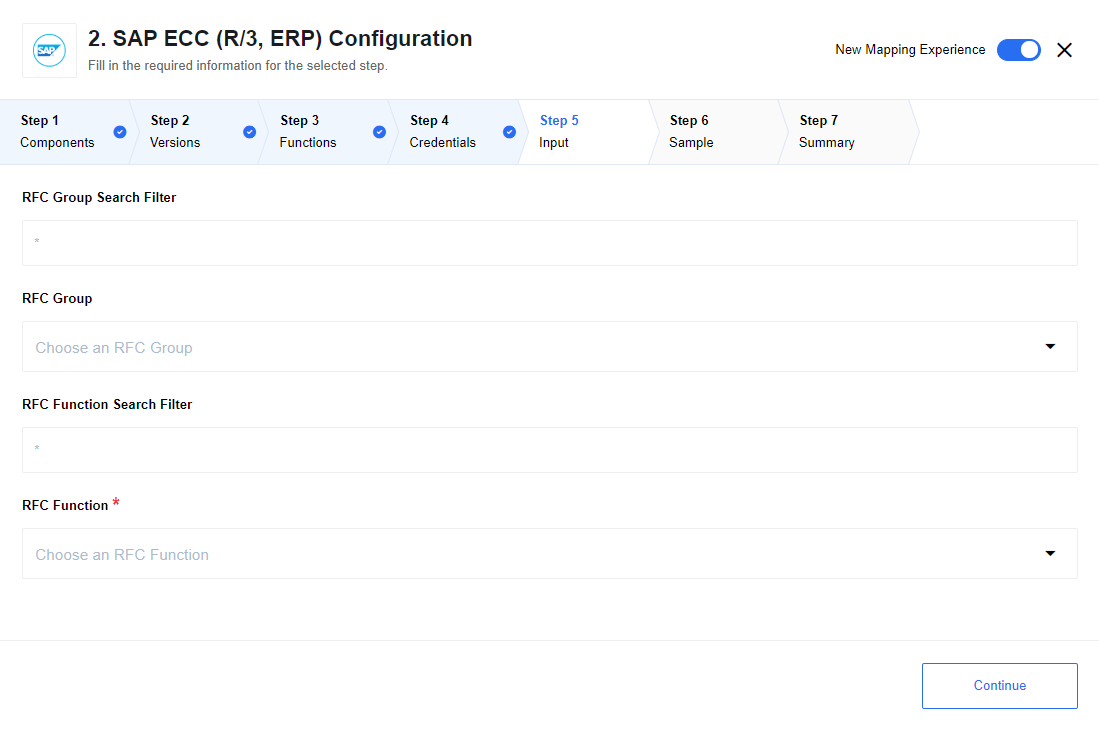 SAP
2. SAP ECC (R/3, ERP) Configuration
Fill in the required information for the selected step.
New Mapping Experience
Step 1
Components
Step 2
Versions
Step 3
Functions
Step 4
Credentials
Step 5
Input
Step 6
Sample
Step 7
Summary
RFC Group Search Filter
*
RFC Group
Choose an RFC Group
RFC Function Search Filter
*
RFC Function *
Choose an RFC Function
Continue